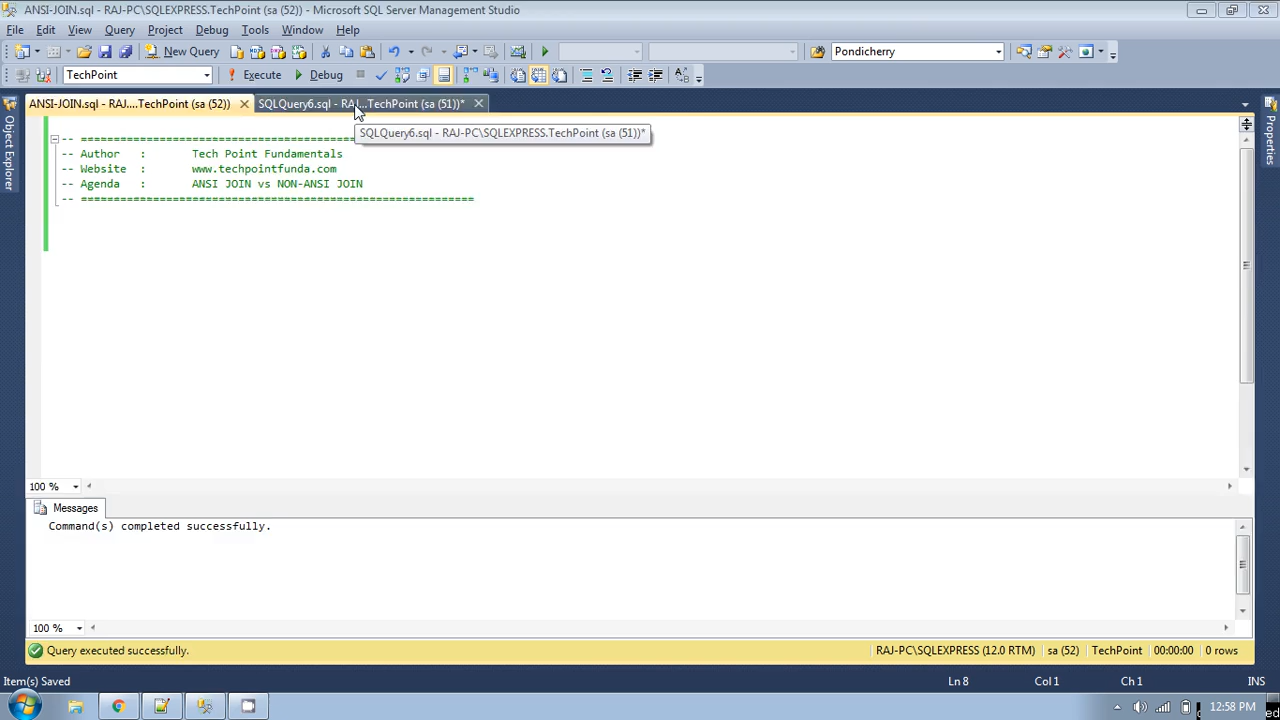 ANSI-JOIN.sql - RAJ-PC\SQLEXPRESS.TechPoint (sa (52)) - Microsoft SQL Server Management Studio
File Edit View Query Project Debug Tools Window Help
New Query Pondicherry
TechPoint Execute Debug
ANSI-JOIN.sql - RAJ....TechPoint (sa (52)) SQLQuery6.sql - RAJ...TechPoint (sa (51))*
SQLQuery6.sql - RAJ-PC\SQLEXPRESS.TechPoint (sa (51))*
Object Explorer
Properties
-- Author : Tech Point Fundamentals
-- Website : www.techpointfunda.com
-- Agenda : ANSI JOIN vs NON-ANSI JOIN
-- ============================================================
100 %
Messages
Command(s) completed successfully.
100 %
Query executed successfully. RAJ-PC\SQLEXPRESS (12.0 RTM) sa (52) TechPoint 00:00:00 0 rows
Item(s) Saved Ln 8 Col 1 Ch 1 INS
12:58 PM